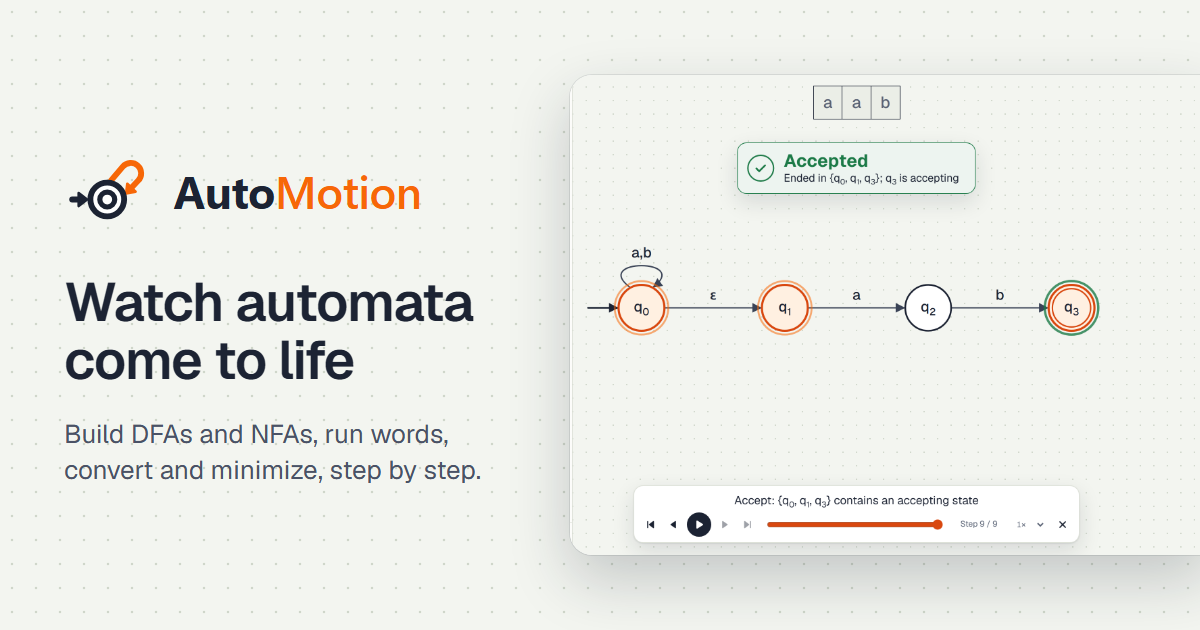 AutoMotion
Watch automata
come to life
Build DFAs and NFAs, run words,
convert and minimize, step by step.
a a b
Accepted
Ended in {q₀, q₁, q₃}; q₃ is accepting
a,b
q₀ ε q₁ a q₂ b q₃
Accept: {q₀, q₁, q₃} contains an accepting state
Step 9 / 9 1×